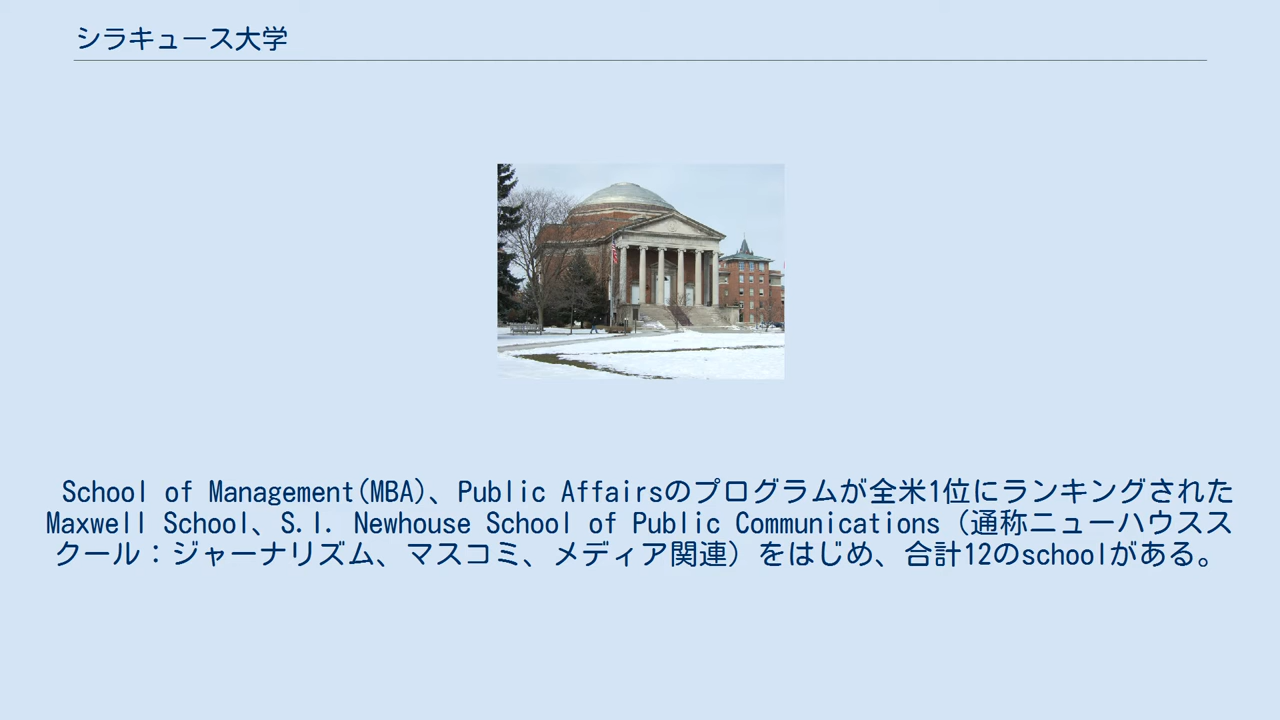 シラキュース大学
School of Management(MBA)、Public Affairsのプログラムが全米1位にランキングされた
Maxwell School、S.I. Newhouse School of Public Communications（通称ニューハウスス
クール：ジャーナリズム、マスコミ、メディア関連）をはじめ、合計12のschoolがある。